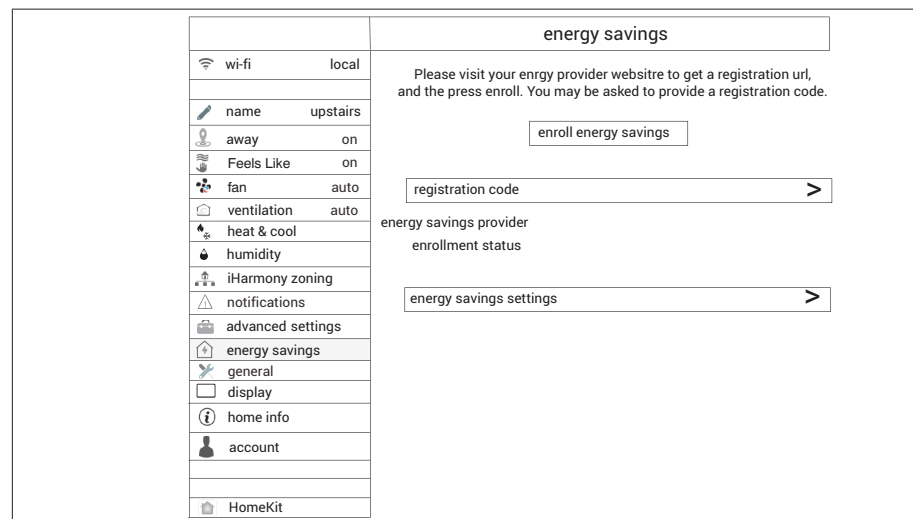 energy savings
wi-fi local
Please visit your enrgy provider websitre to get a registration url,
and the press enroll. You may be asked to provide a registration code.
name upstairs
enroll energy savings
away on
Feels Like on
fan auto
registration code >
ventilation auto
energy savings provider
heat & cool
enrollment status
humidity
iHarmony zoning
notifications
energy savings settings >
advanced settings
energy savings
general
display
home info
account
HomeKit